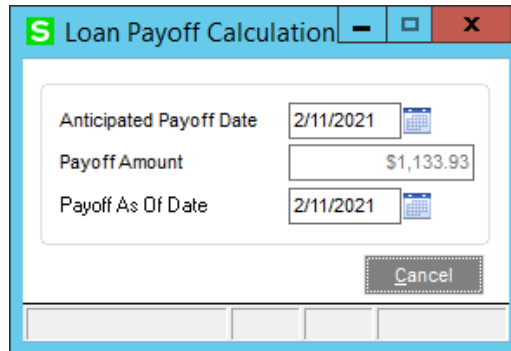 S Loan Payoff Calculation
Anticipated Payoff Date 2/11/2021
Payoff Amount $1,133.93
Payoff As Of Date 2/11/2021
Cancel